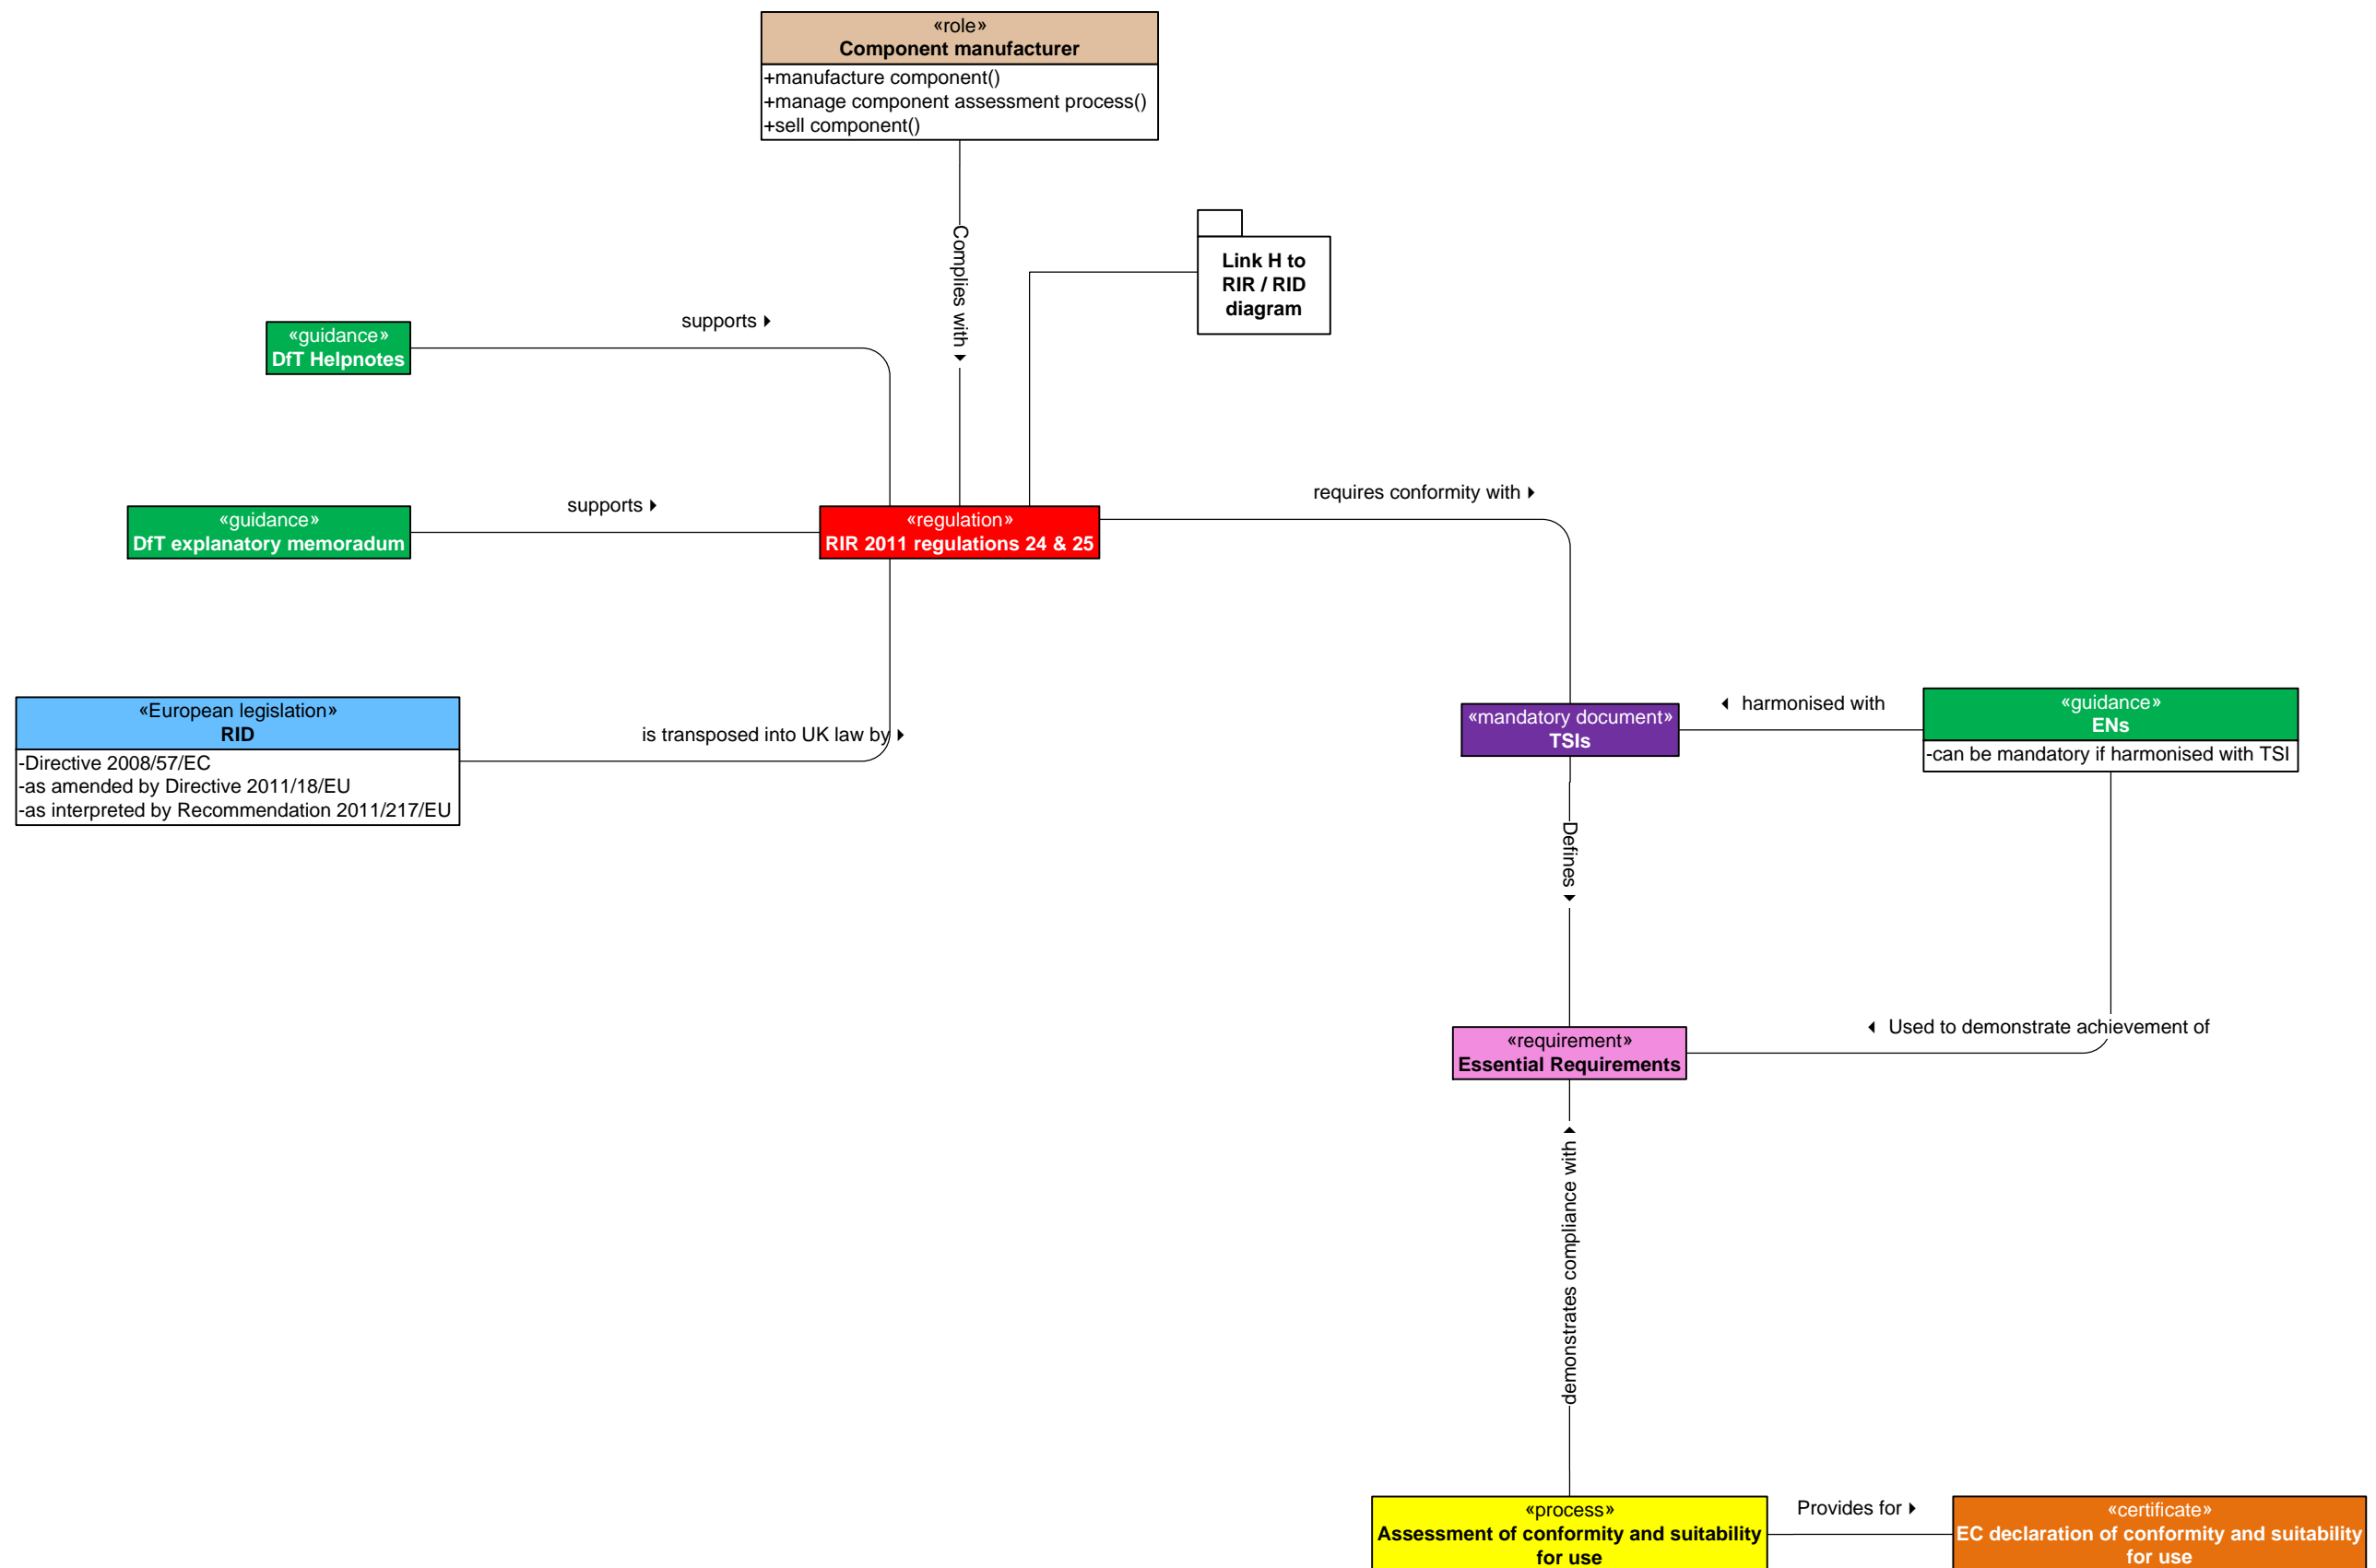 «role»
Component manufacturer
+manufacture component()
+manage component assessment process()
+sell component()
Complies with
Link H to
RIR / RID
diagram
supports
«guidance»
DfT Helpnotes
supports
«guidance»
DfT explanatory memoradum
«regulation»
RIR 2011 regulations 24 & 25
requires conformity with
«European legislation»
RID
-Directive 2008/57/EC
-as amended by Directive 2011/18/EU
-as interpreted by Recommendation 2011/217/EU
is transposed into UK law by
«mandatory document»
TSIs
harmonised with
«guidance»
ENs
-can be mandatory if harmonised with TSI
Defines
Used to demonstrate achievement of
«requirement»
Essential Requirements
demonstrates compliance with
«process»
Assessment of conformity and suitability
for use
Provides for
«certificate»
EC declaration of conformity and suitability
for use